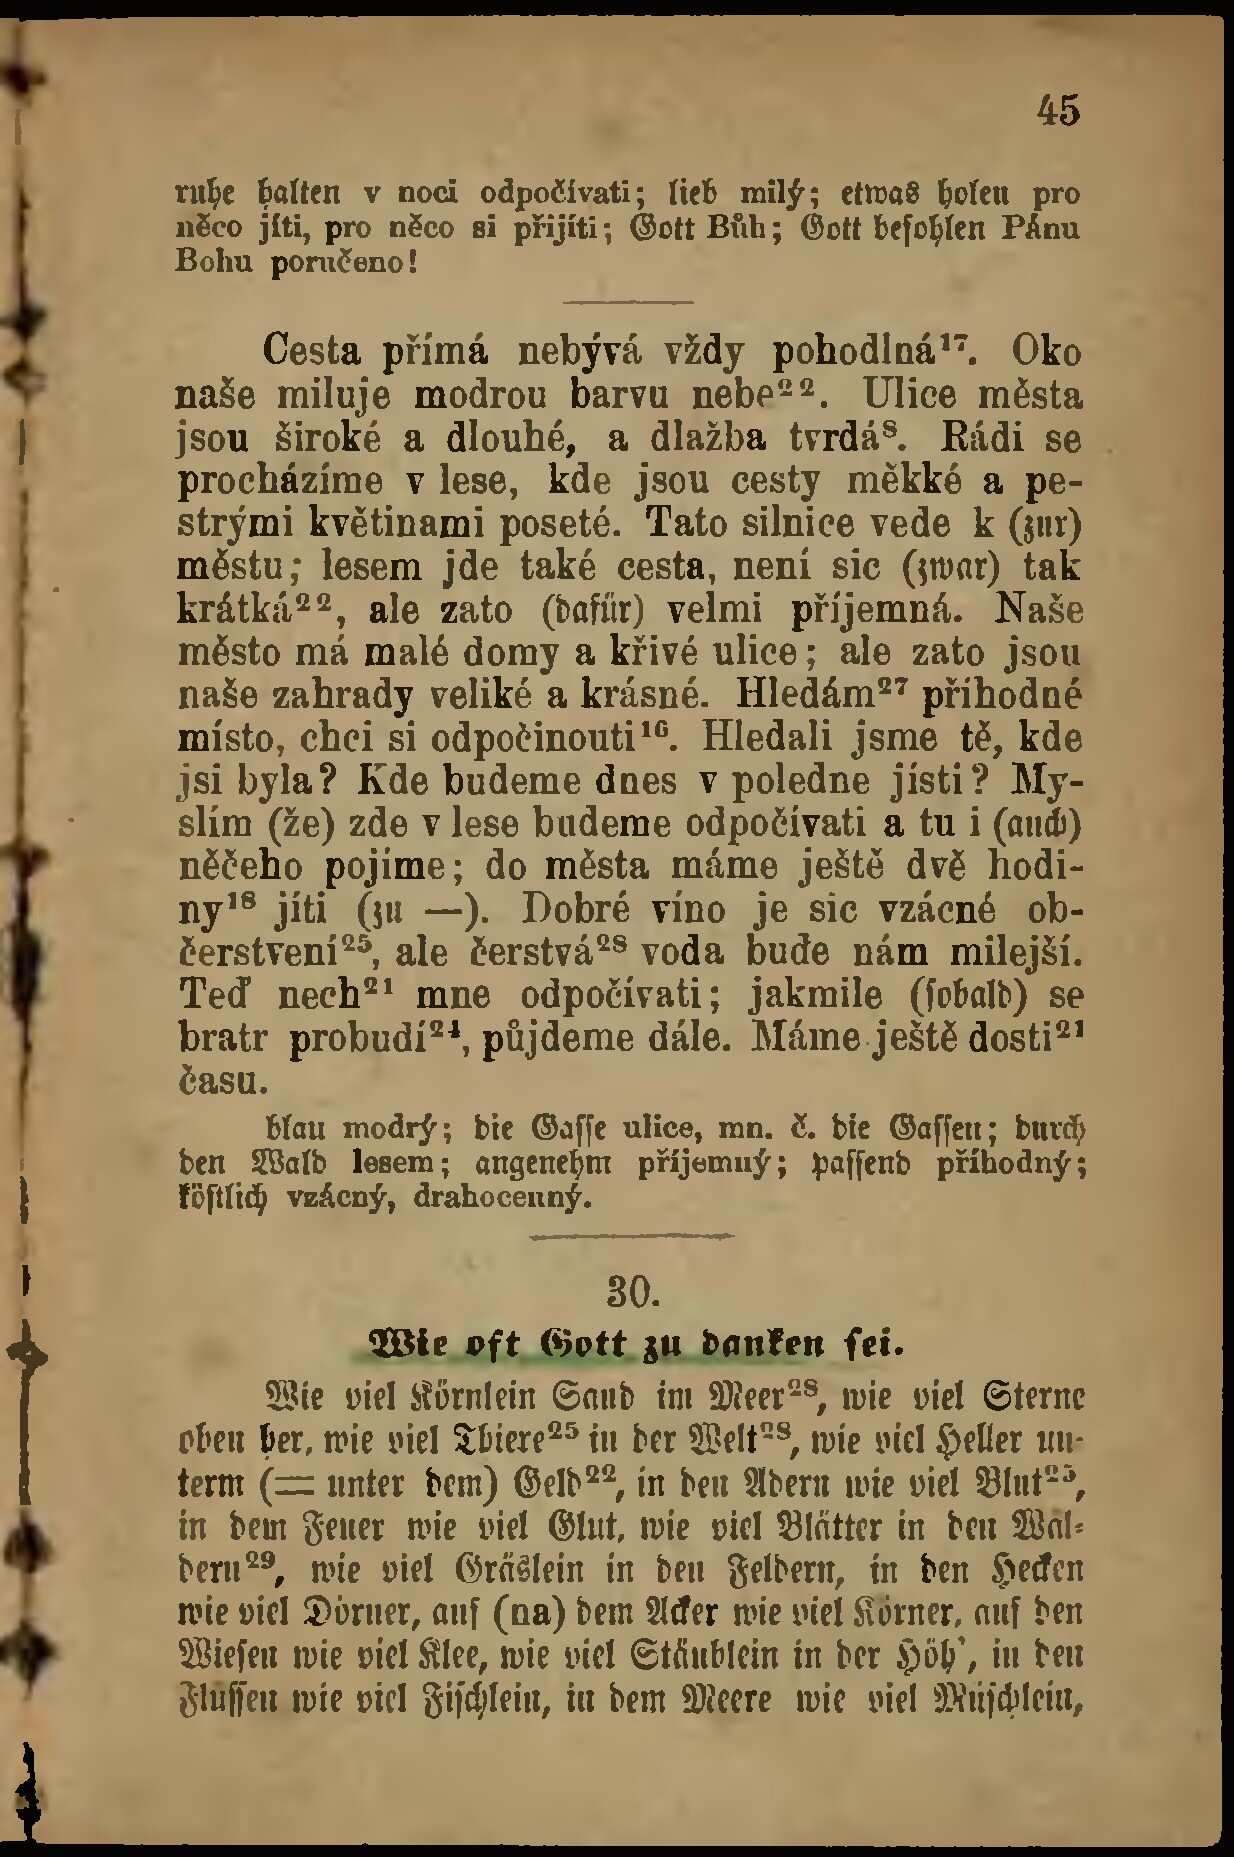 45
ruhe halten v noci odpočívati; lieb milý; etwas holen pro
něco jíti, pro něco si přijíti; Gott Bůh; Gott befohlen Pánu
Bohu poručeno!
Cesta přímá nebývá vždy pohodlná¹⁷. Oko
naše miluje modrou barvu nebe²². Ulice města
jsou široké a dlouhé, a dlažba tvrdá⁸. Rádi se
procházíme v lese, kde jsou cesty měkké a pe-
strými květinami poseté. Tato silnice vede k (zur)
městu; lesem jde také cesta, není sic (zwar) tak
krátká²², ale zato (dafür) velmi příjemná. Naše
město má malé domy a křivé ulice; ale zato jsou
naše zahrady veliké a krásné. Hledám²⁷ příhodné
místo, chci si odpočinouti¹⁶. Hledali jsme tě, kde
jsi byla? Kde budeme dnes v poledne jísti? My-
slím (že) zde v lese budeme odpočívati a tu i (auch)
něčeho pojíme; do města máme ještě dvě hodi-
ny¹⁸ jíti (zu —). Dobré víno je sic vzácné ob-
čerstvení²⁵, ale čerstvá²⁸ voda bude nám milejší.
Teď nech²¹ mne odpočívati; jakmile (sobald) se
bratr probudí²⁴, půjdeme dále. Máme ještě dosti²¹
času.
blau modrý; die Gasse ulice, mn. č. die Gassen; durch
den Wald lesem; angenehm příjemný; passend příhodný;
köstlich vzácný, drahocenný.
30.
Wie oft Gott zu danken sei.
Wie viel Körnlein Sand im Meer²⁸, wie viel Sterne
oben her, wie viel Thiere²⁵ in der Welt²⁸, wie viel Heller un-
term (= unter dem) Geld²², in den Adern wie viel Blut²⁵,
in dem Feuer wie viel Glut, wie viel Blätter in den Wäl-
dern²⁹, wie viel Gräslein in den Feldern, in den Hecken
wie viel Dörner, auf (na) dem Acker wie viel Körner, auf den
Wiesen wie viel Klee, wie viel Stäublein in der Höh', in den
Flüssen wie viel Fischlein, in dem Meere wie viel Müschlein,